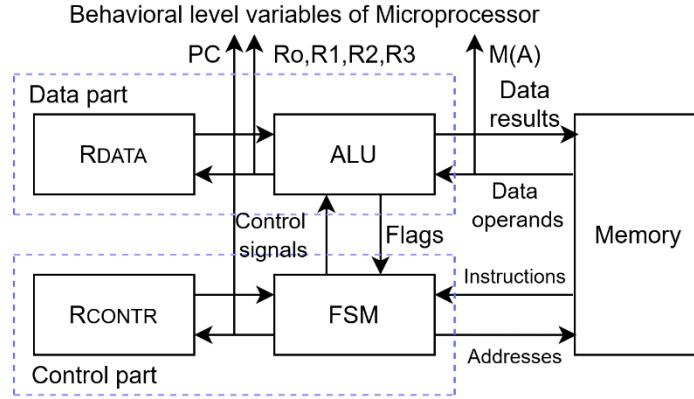 Behavioral level variables of Microprocessor
PC
Ro,R1,R2,R3
M(A)
Data part
Data
results
RDATA
ALU
Data
operands
Memory
Control
signals
Flags
Instructions
RCONTR
FSM
Addresses
Control part